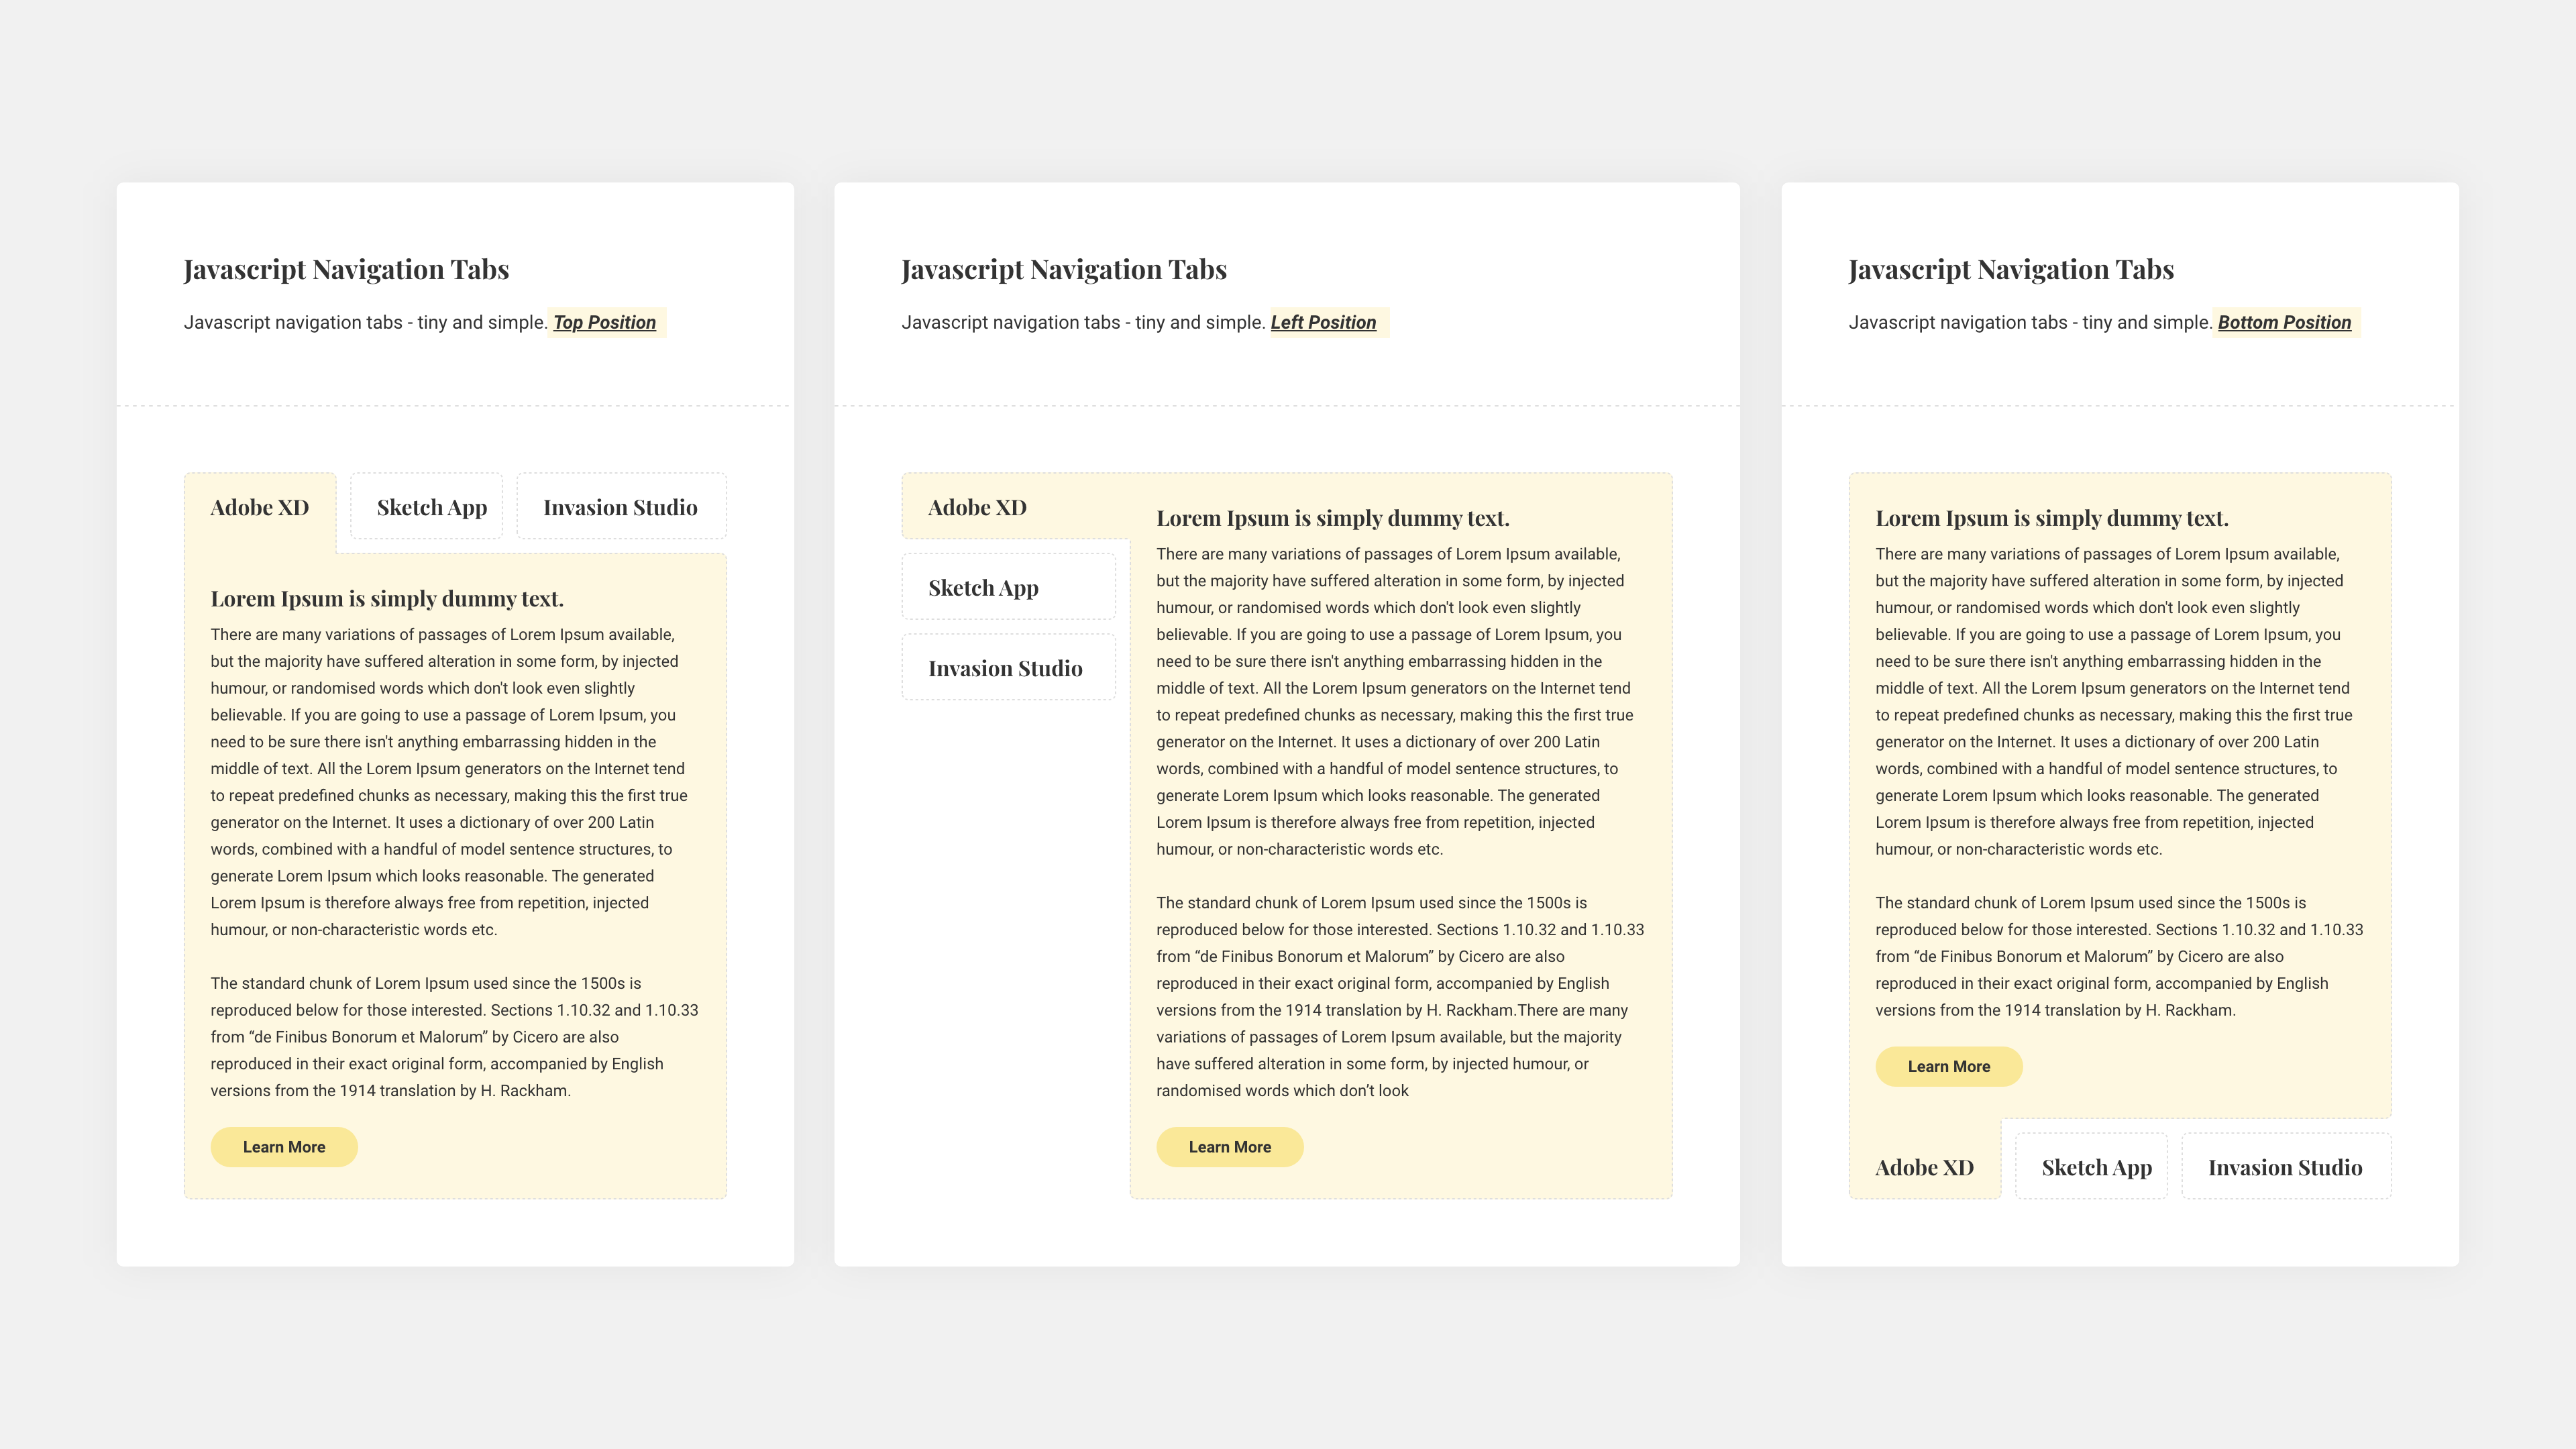 Javascript Navigation Tabs
Javascript navigation tabs - tiny and simple. Top Position
Adobe XD
Sketch App
Invasion Studio
Lorem Ipsum is simply dummy text.
There are many variations of passages of Lorem Ipsum available,
but the majority have suffered alteration in some form, by injected
humour, or randomised words which don't look even slightly
believable. If you are going to use a passage of Lorem Ipsum, you
need to be sure there isn't anything embarrassing hidden in the
middle of text. All the Lorem Ipsum generators on the Internet tend
to repeat predefined chunks as necessary, making this the first true
generator on the Internet. It uses a dictionary of over 200 Latin
words, combined with a handful of model sentence structures, to
generate Lorem Ipsum which looks reasonable. The generated
Lorem Ipsum is therefore always free from repetition, injected
humour, or non-characteristic words etc.
The standard chunk of Lorem Ipsum used since the 1500s is
reproduced below for those interested. Sections 1.10.32 and 1.10.33
from “de Finibus Bonorum et Malorum” by Cicero are also
reproduced in their exact original form, accompanied by English
versions from the 1914 translation by H. Rackham.
Learn More
Javascript Navigation Tabs
Javascript navigation tabs - tiny and simple. Left Position
Adobe XD
Sketch App
Invasion Studio
Lorem Ipsum is simply dummy text.
There are many variations of passages of Lorem Ipsum available,
but the majority have suffered alteration in some form, by injected
humour, or randomised words which don't look even slightly
believable. If you are going to use a passage of Lorem Ipsum, you
need to be sure there isn't anything embarrassing hidden in the
middle of text. All the Lorem Ipsum generators on the Internet tend
to repeat predefined chunks as necessary, making this the first true
generator on the Internet. It uses a dictionary of over 200 Latin
words, combined with a handful of model sentence structures, to
generate Lorem Ipsum which looks reasonable. The generated
Lorem Ipsum is therefore always free from repetition, injected
humour, or non-characteristic words etc.
The standard chunk of Lorem Ipsum used since the 1500s is
reproduced below for those interested. Sections 1.10.32 and 1.10.33
from “de Finibus Bonorum et Malorum” by Cicero are also
reproduced in their exact original form, accompanied by English
versions from the 1914 translation by H. Rackham.There are many
variations of passages of Lorem Ipsum available, but the majority
have suffered alteration in some form, by injected humour, or
randomised words which don’t look
Learn More
Javascript Navigation Tabs
Javascript navigation tabs - tiny and simple. Bottom Position
Lorem Ipsum is simply dummy text.
There are many variations of passages of Lorem Ipsum available,
but the majority have suffered alteration in some form, by injected
humour, or randomised words which don't look even slightly
believable. If you are going to use a passage of Lorem Ipsum, you
need to be sure there isn't anything embarrassing hidden in the
middle of text. All the Lorem Ipsum generators on the Internet tend
to repeat predefined chunks as necessary, making this the first true
generator on the Internet. It uses a dictionary of over 200 Latin
words, combined with a handful of model sentence structures, to
generate Lorem Ipsum which looks reasonable. The generated
Lorem Ipsum is therefore always free from repetition, injected
humour, or non-characteristic words etc.
The standard chunk of Lorem Ipsum used since the 1500s is
reproduced below for those interested. Sections 1.10.32 and 1.10.33
from “de Finibus Bonorum et Malorum” by Cicero are also
reproduced in their exact original form, accompanied by English
versions from the 1914 translation by H. Rackham.
Learn More
Adobe XD
Sketch App
Invasion Studio